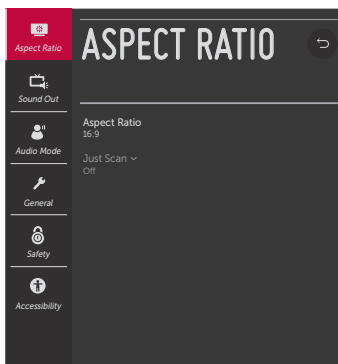 Aspect Ratio
ASPECT RATIO
Sound Out
Audio Mode
General
Safety
Accessibility
Aspect Ratio
16:9
Just Scan
Off